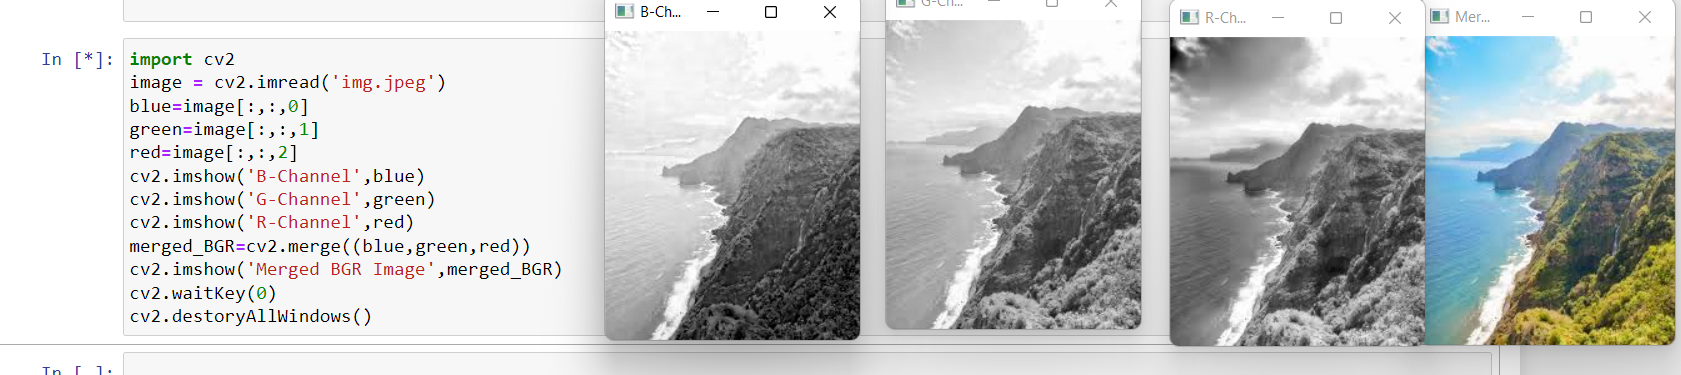 B-Ch...
G-Ch...
R-Ch...
Mer...
In [*]:
import cv2
image = cv2.imread('img.jpeg')
blue=image[:,:,0]
green=image[:,:,1]
red=image[:,:,2]
cv2.imshow('B-Channel',blue)
cv2.imshow('G-Channel',green)
cv2.imshow('R-Channel',red)
merged_BGR=cv2.merge((blue,green,red))
cv2.imshow('Merged BGR Image',merged_BGR)
cv2.waitKey(0)
cv2.destoryAllWindows()
In [ ]: